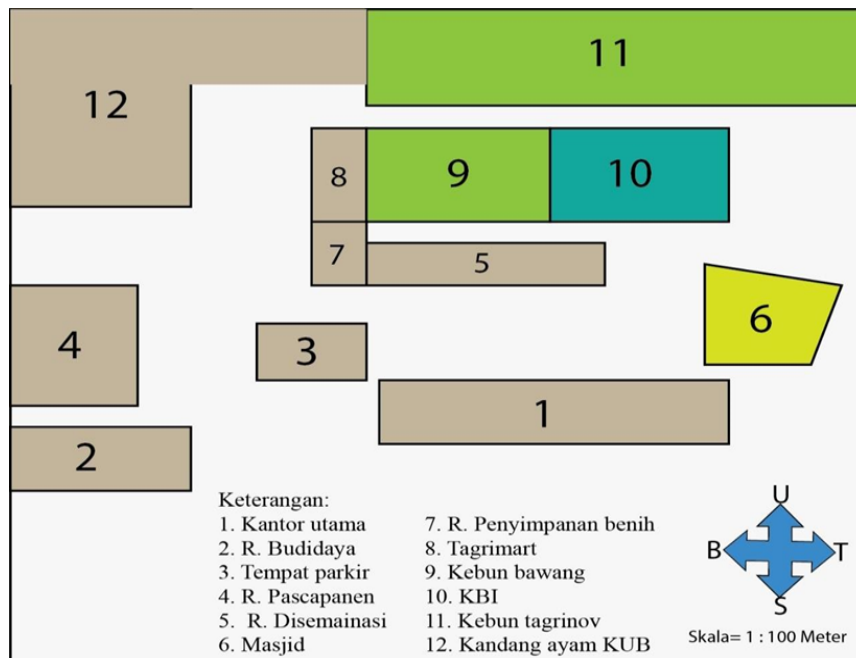 11
12
8
9
10
7
5
6
4
3
1
2
Keterangan:
1. Kantor utama
2. R. Budidaya
3. Tempat parkir
4. R. Pascapanen
5. R. Disemainasi
6. Masjid
7. R. Penyimpanan benih
8. Tagrimart
9. Kebun bawang
10. KBI
11. Kebun tagrinov
12. Kandang ayam KUB
U
B
T
S
Skala= 1 : 100 Meter